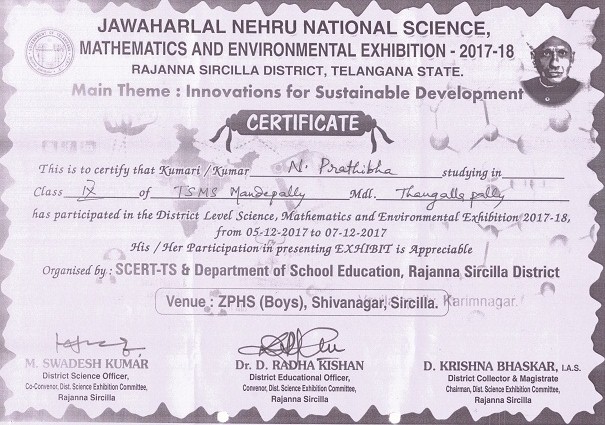 JAWAHARLAL NEHRU NATIONAL SCIENCE,
MATHEMATICS AND ENVIRONMENTAL EXHIBITION - 2017-18
RAJANNA SIRCILLA DISTRICT, TELANGANA STATE.
Main Theme : Innovations for Sustainable Development
CERTIFICATE
This is to certify that Kumari / Kumar N. Prathibha studying in
Class IX of TSMS Mandepally Mdl. Thangallapally
has participated in the District Level Science, Mathematics and Environmental Exhibition 2017-18,
from 05-12-2017 to 07-12-2017
His / Her Participation in presenting EXHIBIT is Appreciable
Organised by : SCERT-TS & Department of School Education, Rajanna Sircilla District
Venue : ZPHS (Boys), Shivanagar, Sircilla. Karimnagar.
M. SWADESH KUMAR
District Science Officer,
Co-Convenor, Dist. Science Exhibition Committee,
Rajanna Sircilla
Dr. D. RADHA KISHAN
District Educational Officer,
Convenor, Dist. Science Exhibition Committee,
Rajanna Sircilla
D. KRISHNA BHASKAR, I.A.S.
District Collector & Magistrate
Chairman, Dist. Science Exhibition Committee,
Rajanna Sircilla